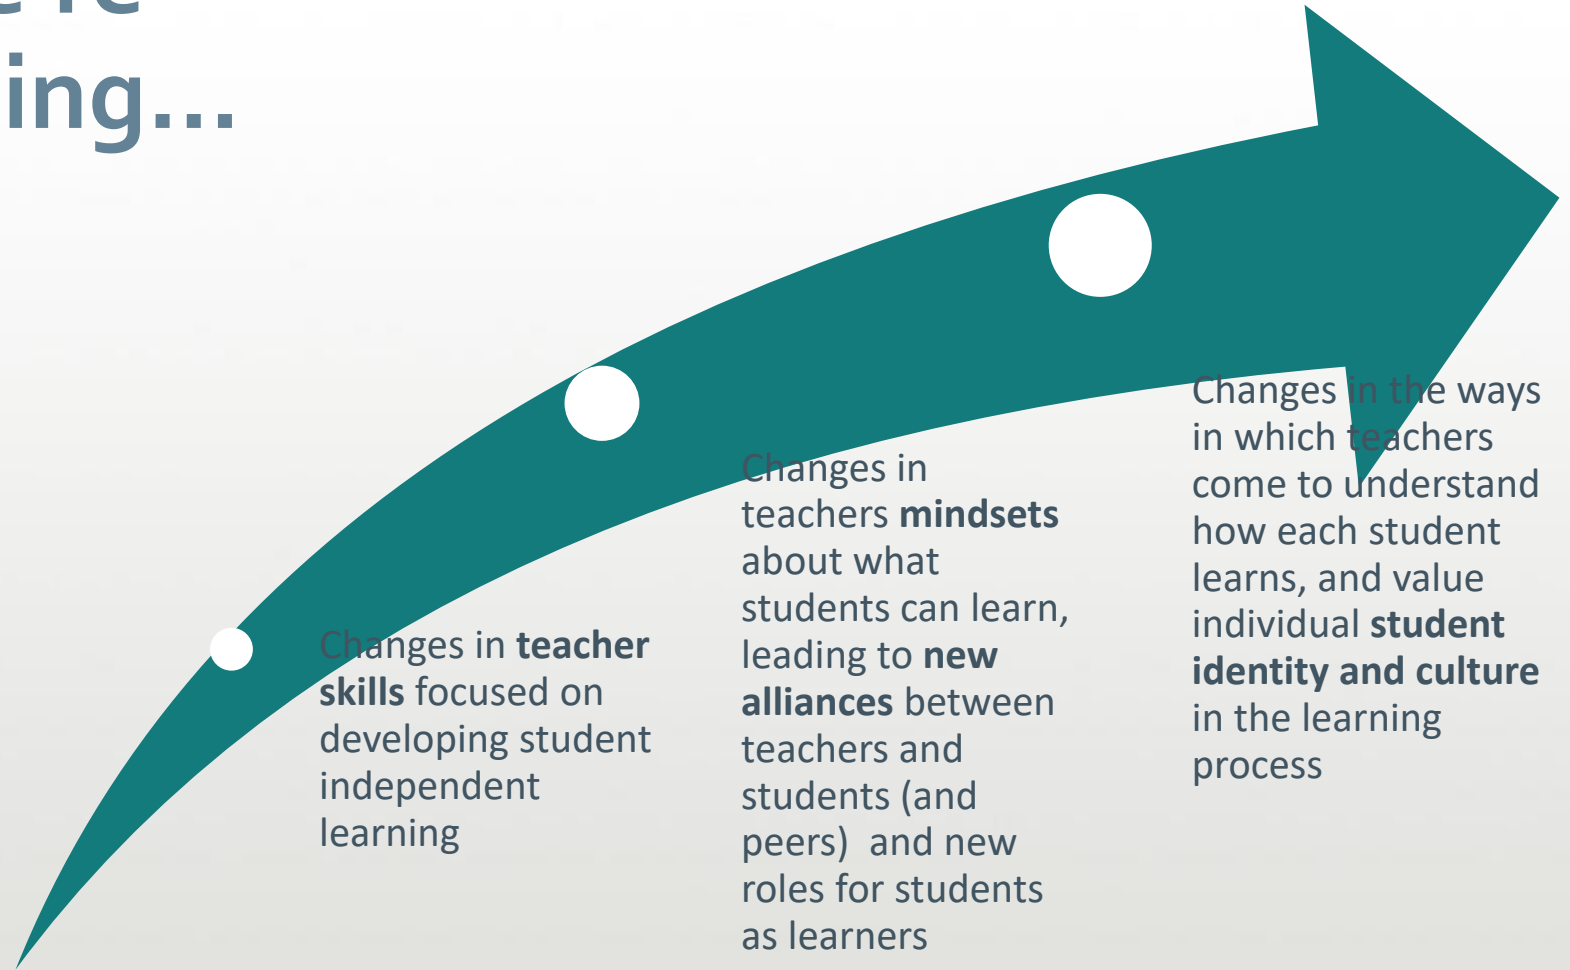 e're
ing...
Changes in teacher
skills focused on
developing student
independent
learning
Changes in
teachers mindsets
about what
students can learn,
leading to new
alliances between
teachers and
students (and
peers)  and new
roles for students
as learners
Changes in the ways
in which teachers
come to understand
how each student
learns, and value
individual student
identity and culture
in the learning
process